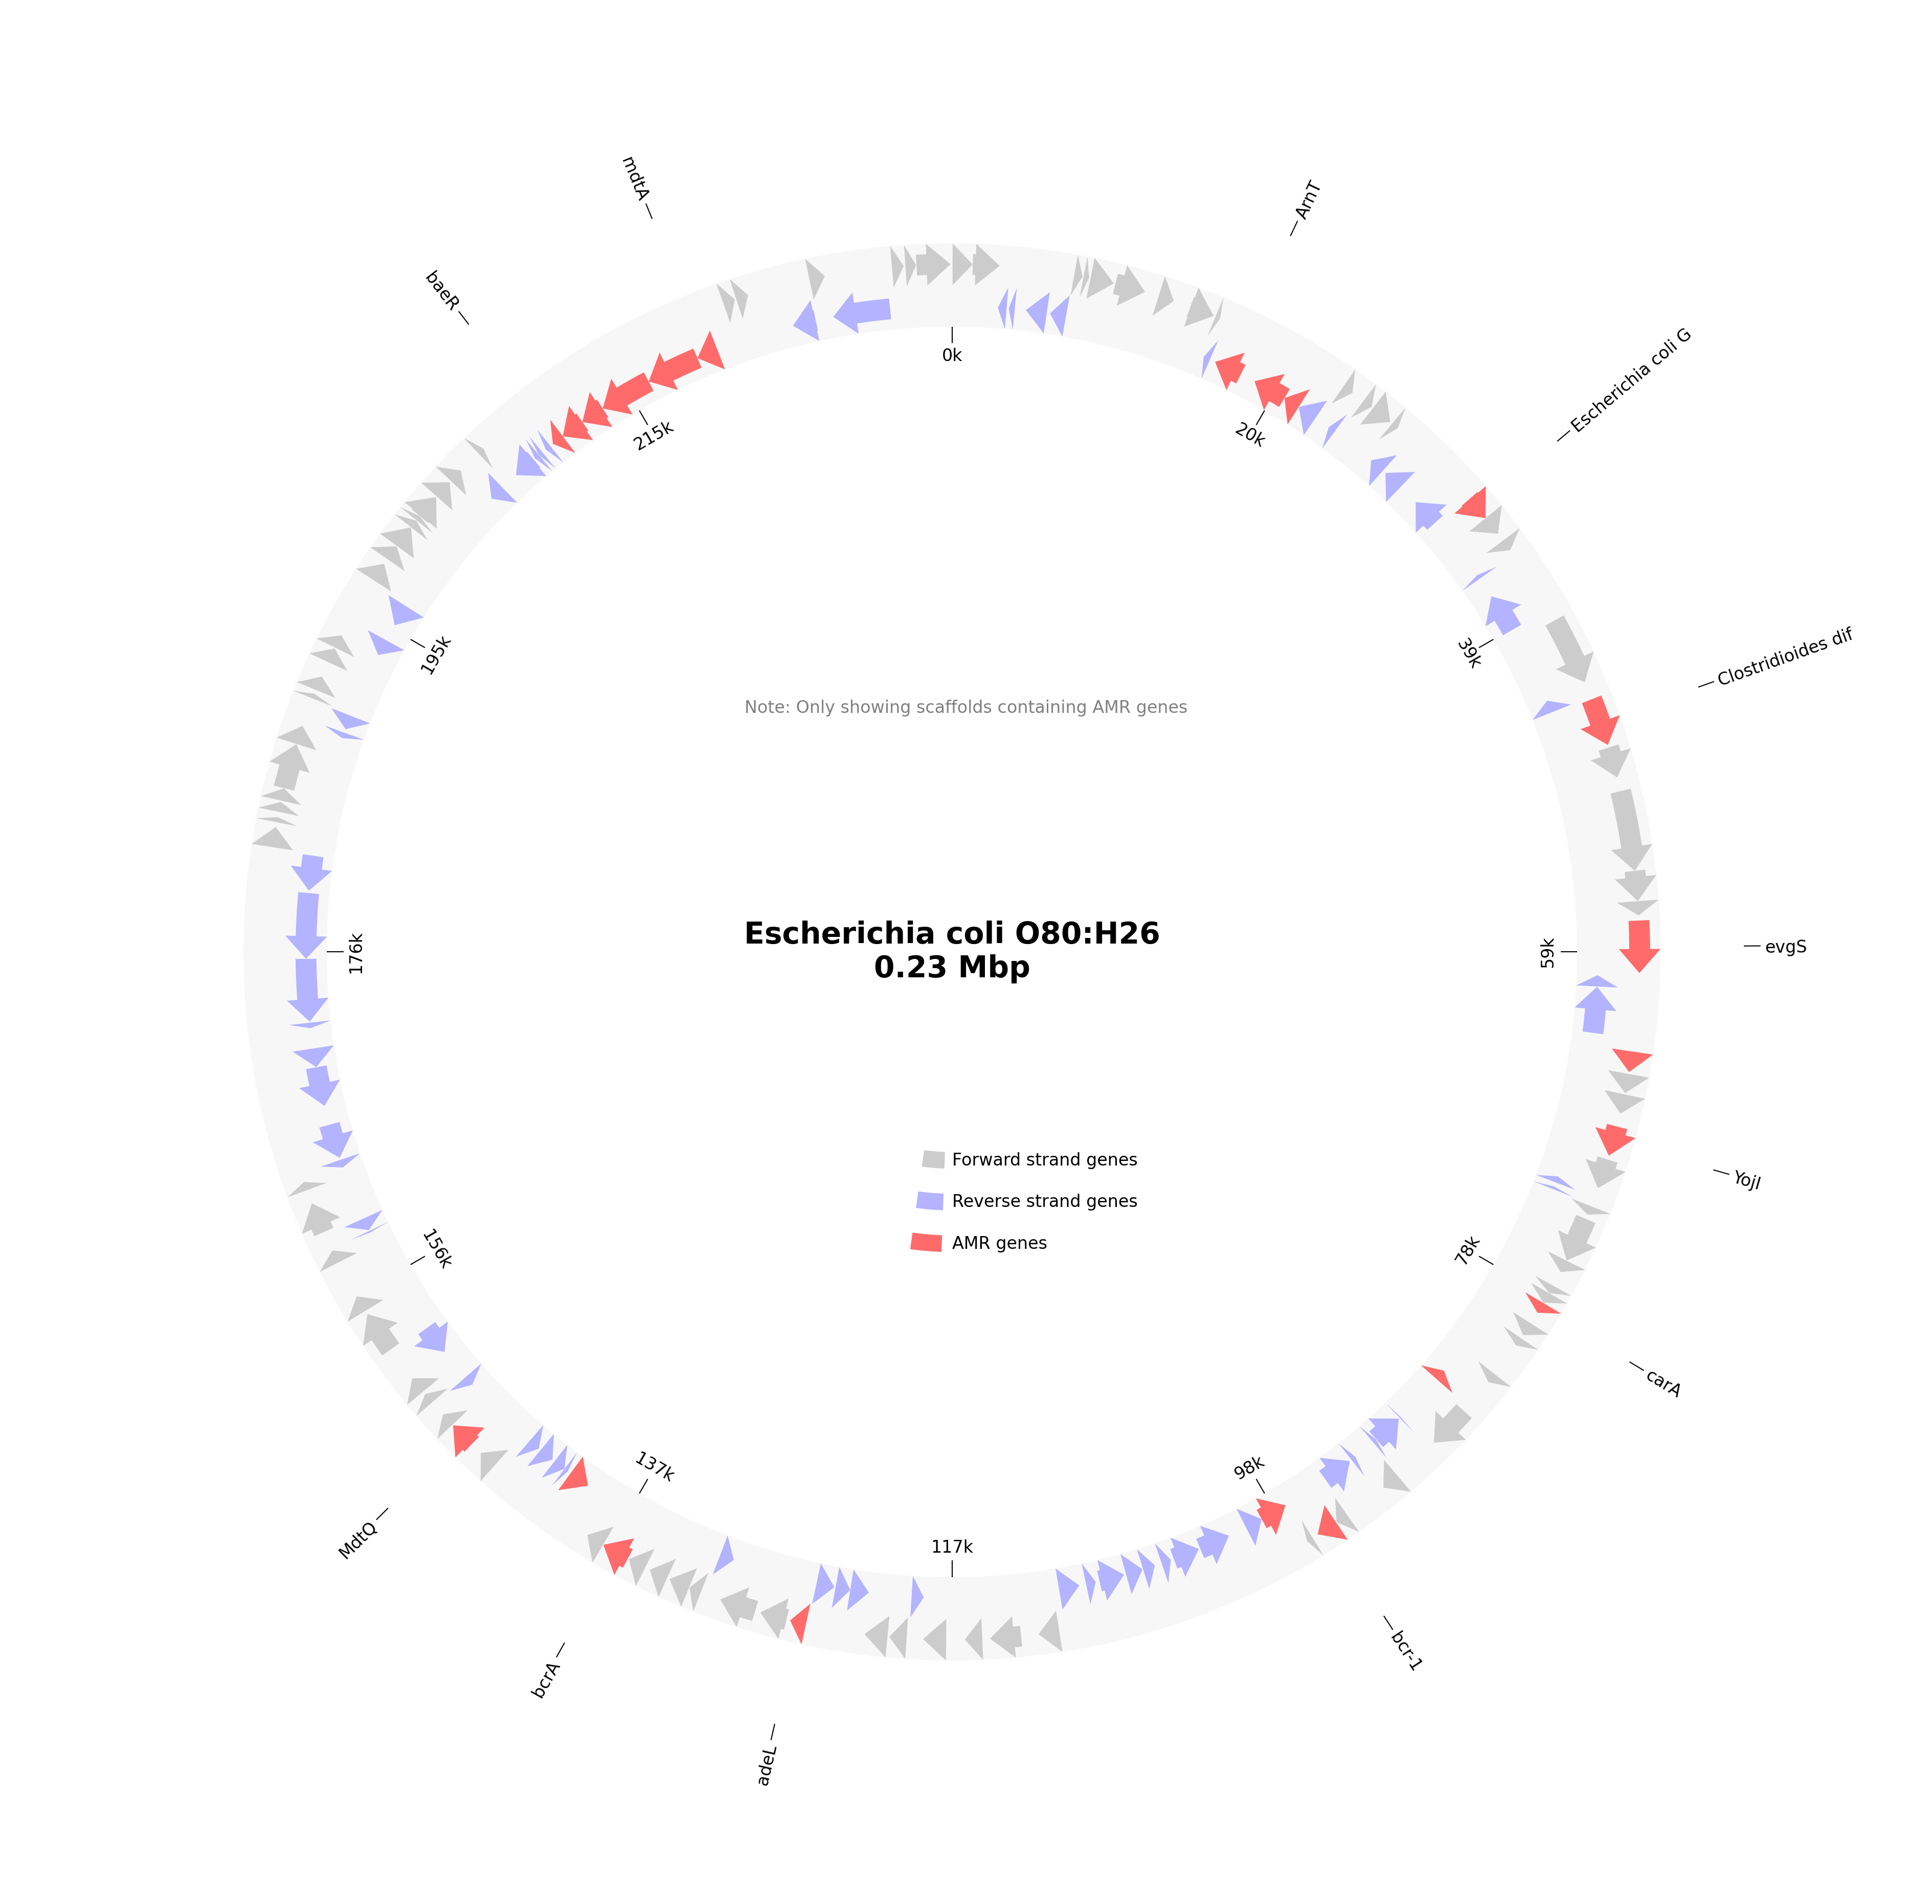 mdtA
ArnT
baeR
Escherichia coli G
0k
20k
215k
39k
195k
Clostridioides dif
Note: Only showing scaffolds containing AMR genes
Escherichia coli O80:H26
0.23 Mbp
176k
59k
evgS
Forward strand genes
Reverse strand genes
AMR genes
YojI
156k
78k
carA
137k
98k
117k
MdtQ
bcrA
bcr-1
adeL